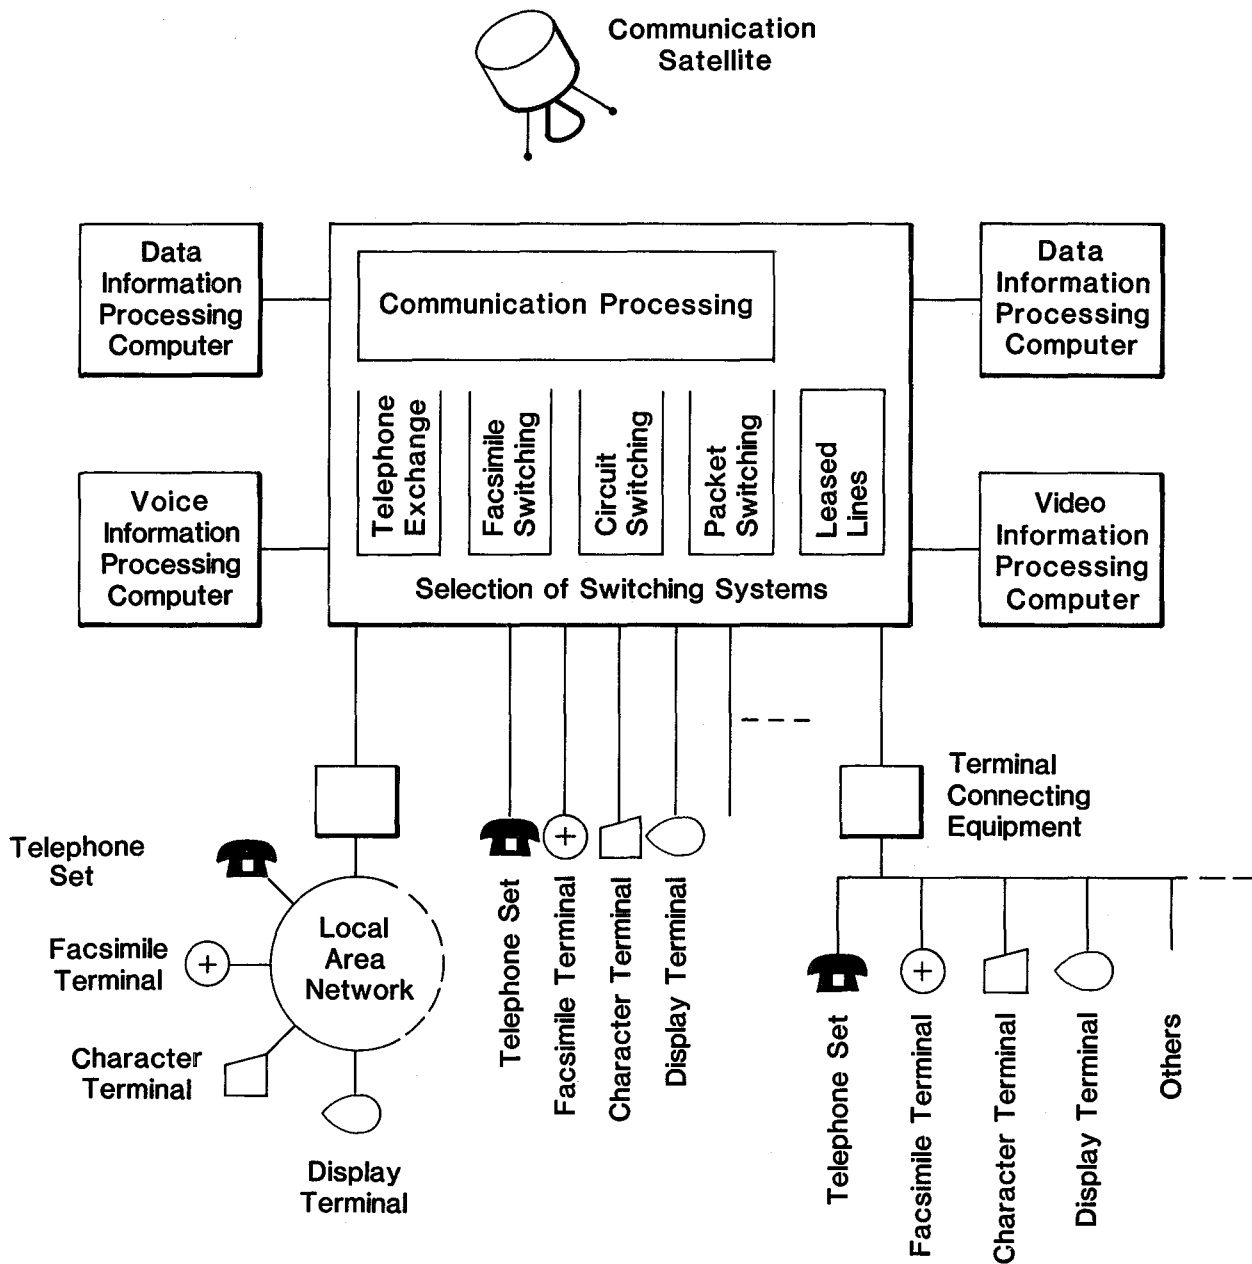 Communication
Satellite
Data
Information
Processing
Computer
Communication Processing
Data
Information
Processing
Computer
Telephone
Exchange
Facsimile
Switching
Circuit
Switching
Packet
Switching
Leased
Lines
Voice
Information
Processing
Computer
Video
Information
Processing
Computer
Selection of Switching Systems
Terminal
Connecting
Equipment
Telephone
Set
Facsimile
Terminal
Character
Terminal
Display
Terminal
Local
Area
Network
Telephone Set
Facsimile Terminal
Character Terminal
Display Terminal
Telephone Set
Facsimile Terminal
Character Terminal
Display Terminal
Others